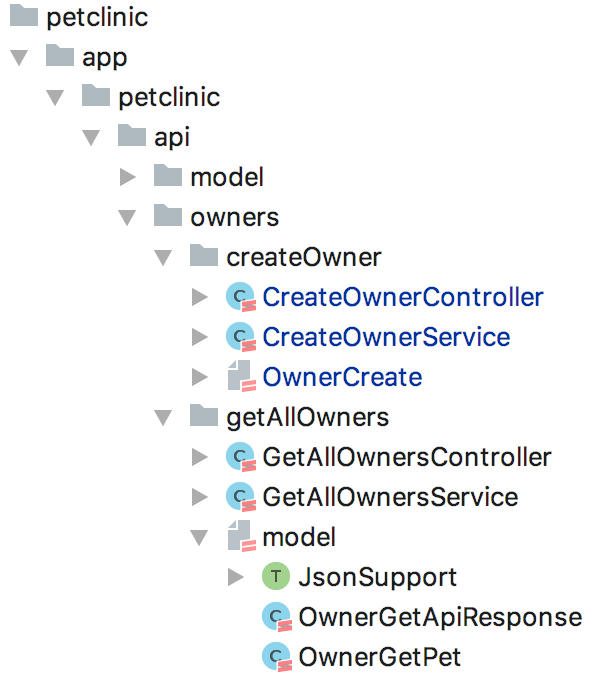 petclinic
app
petclinic
api
model
owners
createOwner
C CreateOwnerController
C CreateOwnerService
OwnerCreate
getAllOwners
C GetAllOwnersController
C GetAllOwnersService
model
T JsonSupport
C OwnerGetApiResponse
C OwnerGetPet